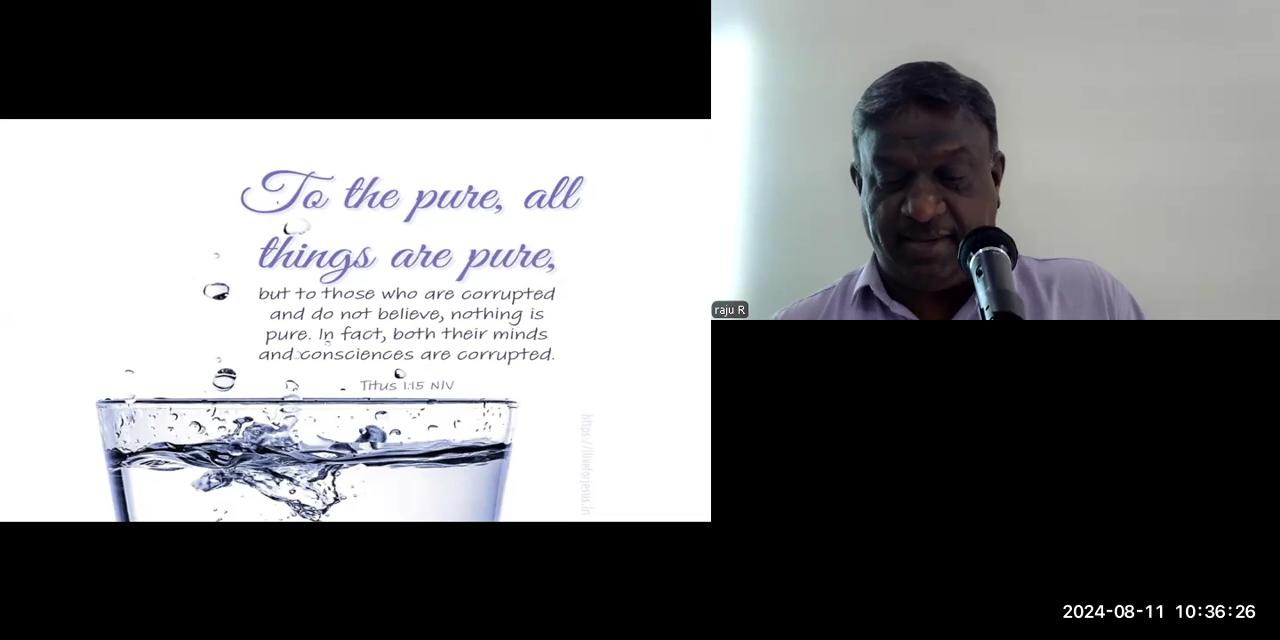 To the pure, all
things are pure,
but to those who are corrupted
and do not believe, nothing is
pure. In fact, both their minds
and consciences are corrupted.
Titus 1:15 NIV
raju R
2024-08-11 10:36:26